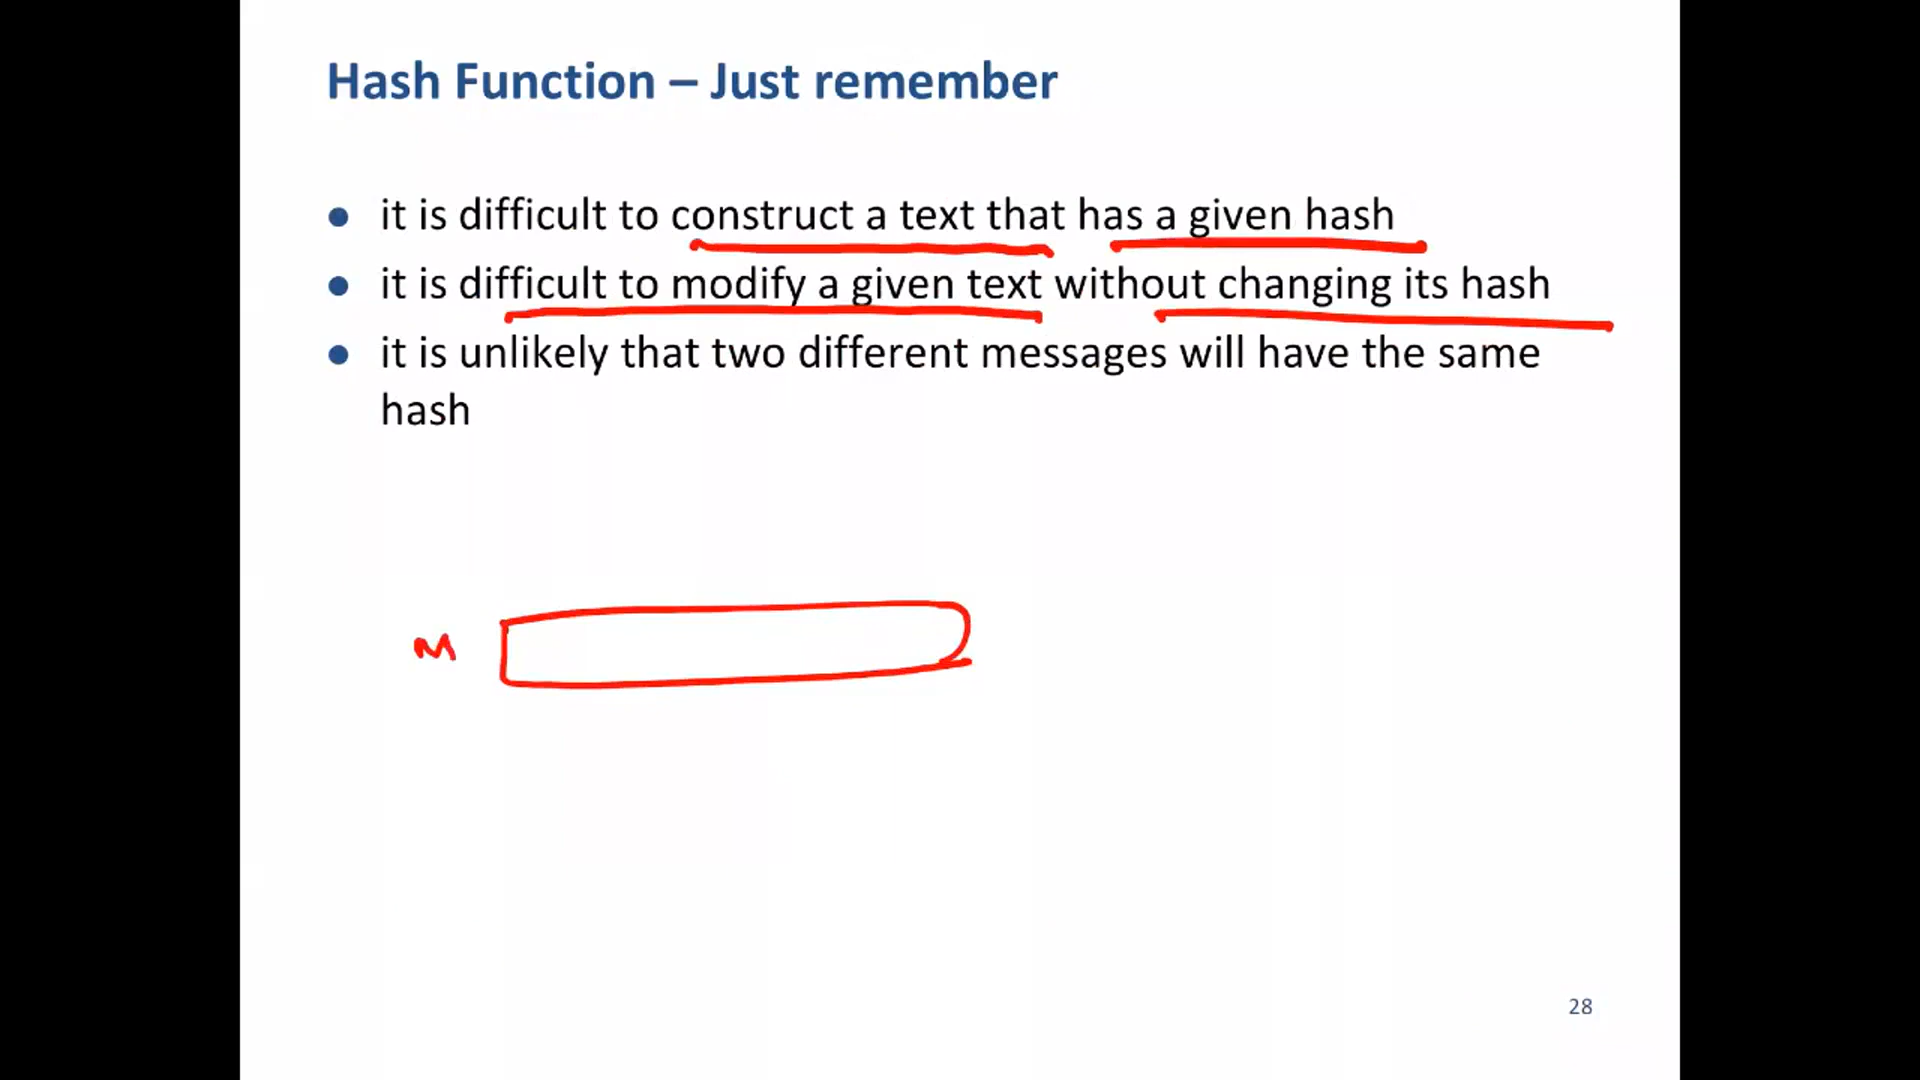 Hash Function – Just remember
● it is difficult to construct a text that has a given hash
● it is difficult to modify a given text without changing its hash
● it is unlikely that two different messages will have the same
hash
M
28